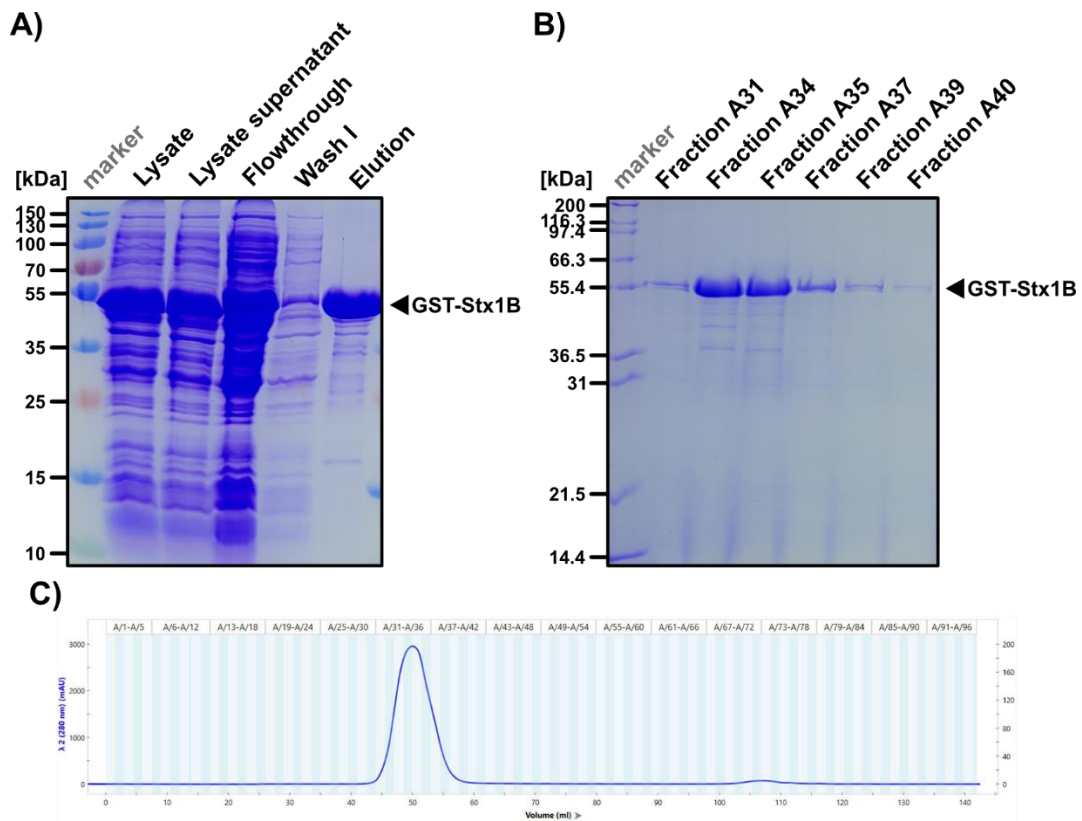 A)
[kDa]
marker
Lysate
Lysate supernatant
Flowthrough
Wash I
Elution
150
130
100
70
55
35
25
15
10
GST-Stx1B
B)
[kDa]
marker
Fraction A31
Fraction A34
Fraction A35
Fraction A37
Fraction A39
Fraction A40
200
116.3
97.4
66.3
55.4
36.5
31
21.5
14.4
GST-Stx1B
C)
A/1-A/5 A/6-A/12 A/13-A/18 A/19-A/24 A/25-A/30 A/31-A/36 A/37-A/42 A/43-A/48 A/49-A/54 A/55-A/60 A/61-A/66 A/67-A/72 A/73-A/78 A/79-A/84 A/85-A/90 A/91-A/96
λ 2 (280 nm) (mAU)
3000
2000
1000
0
200
160
120
80
40
0
0 10 20 30 40 50 60 70 80 90 100 110 120 130 140
Volume (ml)